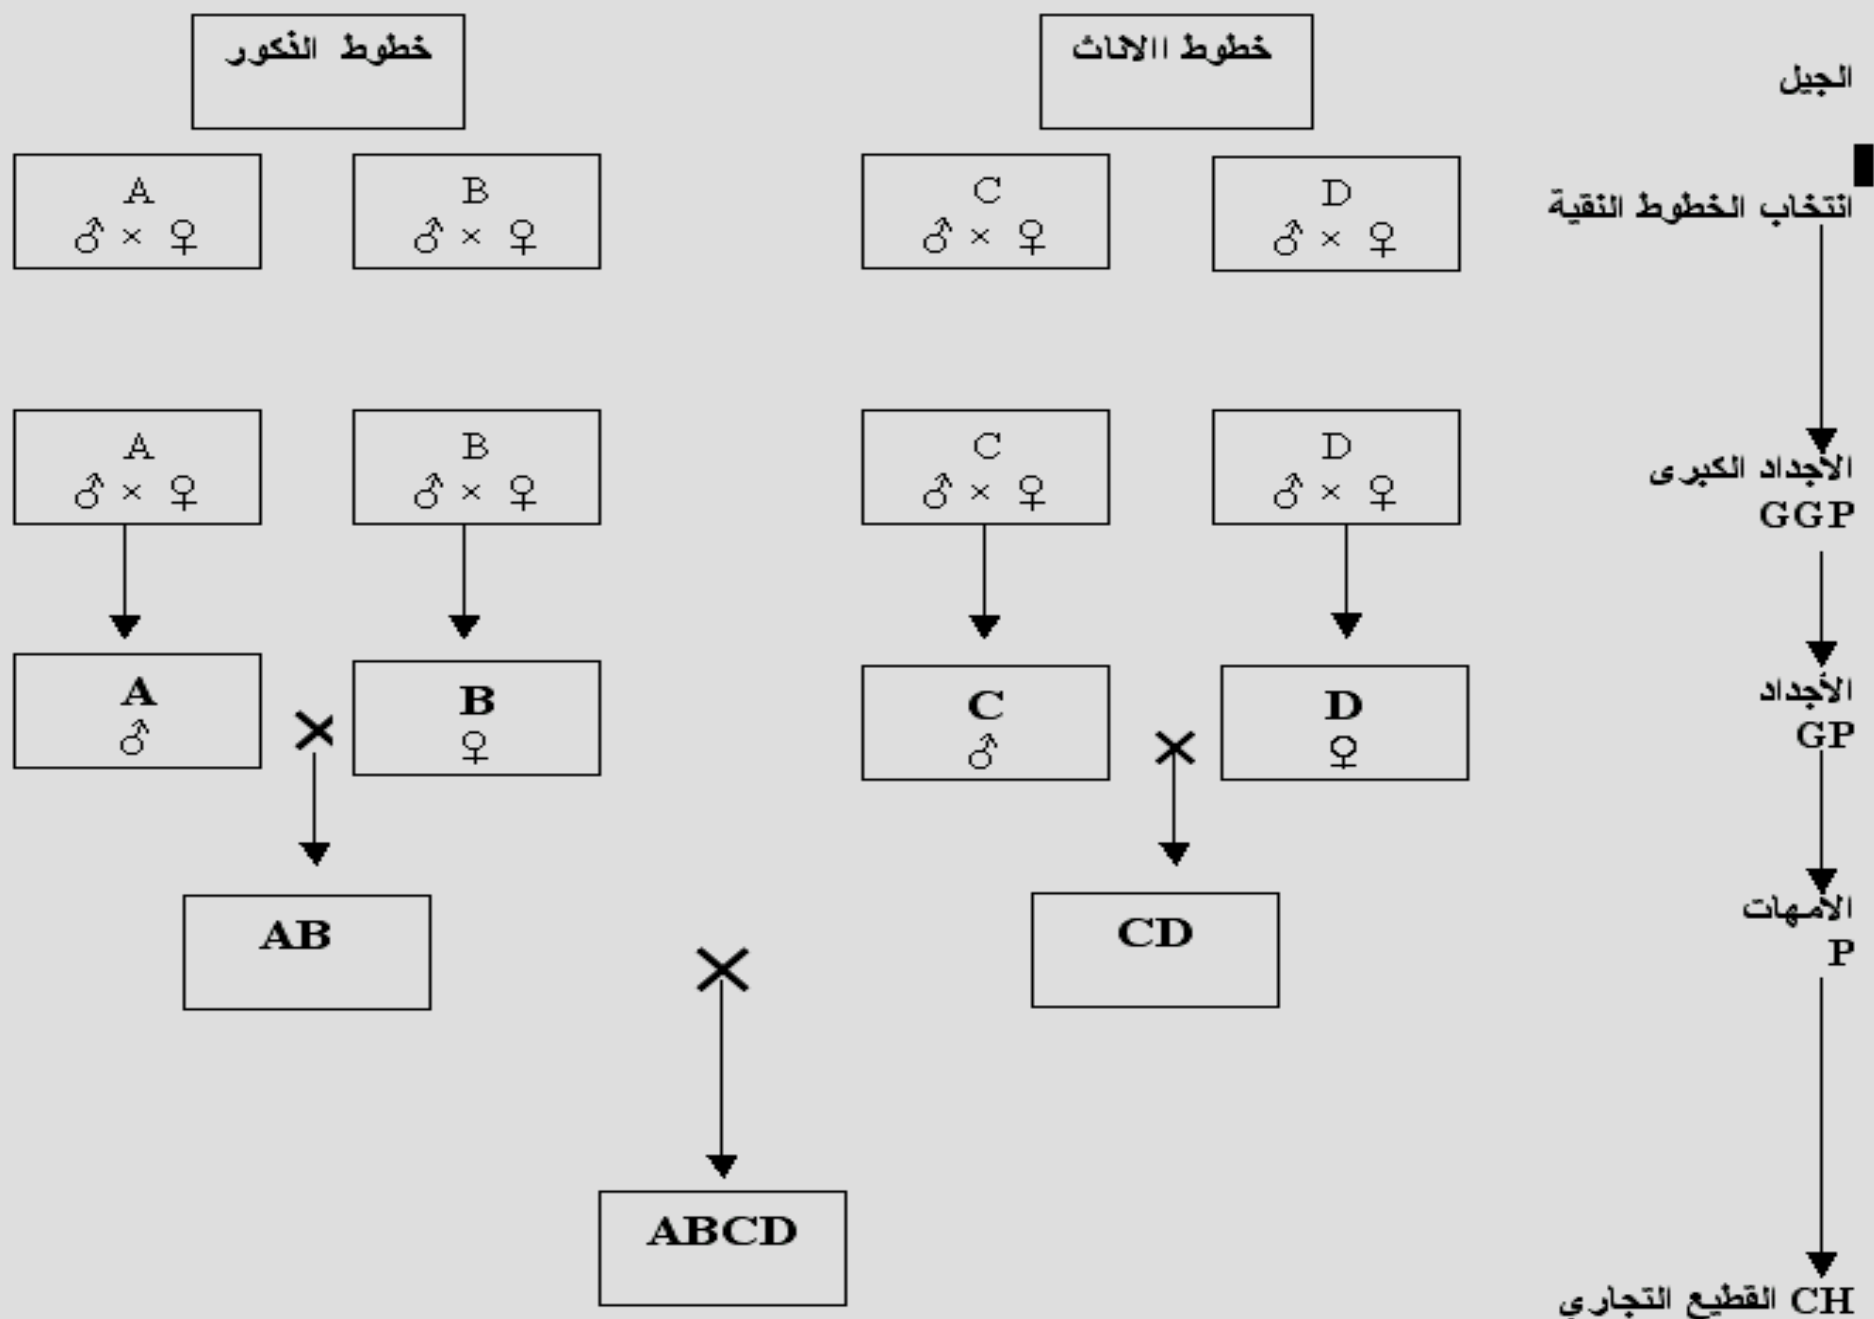 خطوط الذكور
خطوط االاناث
الجيل
A
♂ × ♀
B
♂ × ♀
C
♂ × ♀
D
♂ × ♀
انتخاب الخطوط النقية
A
♂ × ♀
B
♂ × ♀
C
♂ × ♀
D
♂ × ♀
الأجداد الكبرى
GGP
A
♂
×
B
♀
C
♂
×
D
♀
الأجداد
GP
AB
×
CD
الأمهات
P
ABCD
CH القطيع التجاري